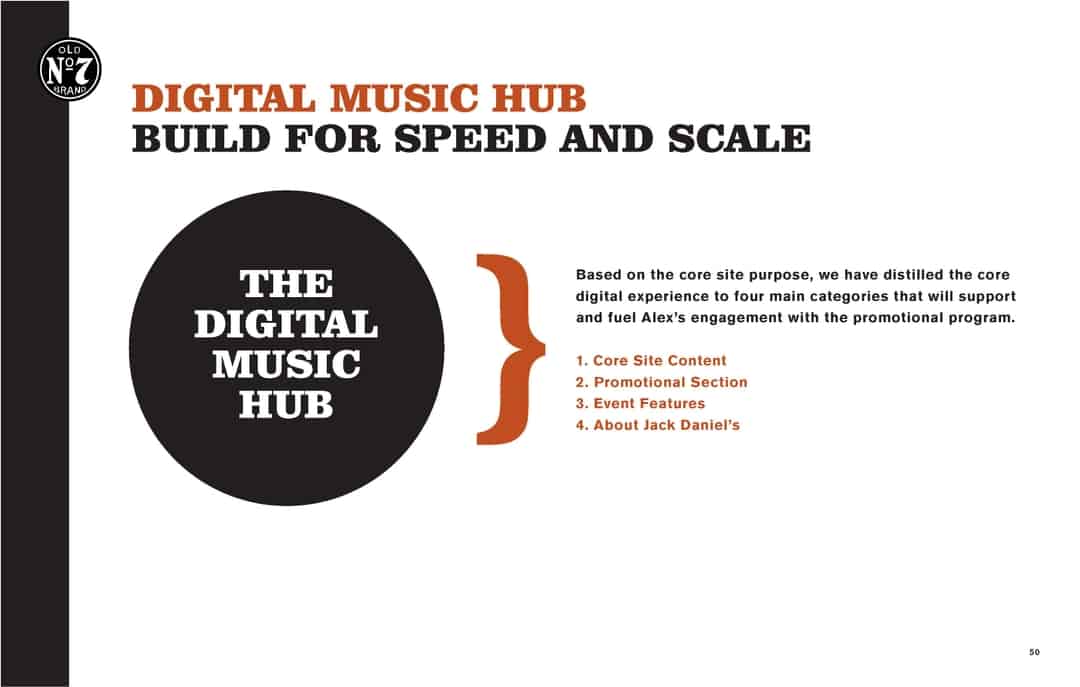 OLD
Nº7
BRAND
DIGITAL MUSIC HUB
BUILD FOR SPEED AND SCALE
THE
DIGITAL
MUSIC
HUB
}
Based on the core site purpose, we have distilled the core
digital experience to four main categories that will support
and fuel Alex’s engagement with the promotional program.
1. Core Site Content
2. Promotional Section
3. Event Features
4. About Jack Daniel’s
50